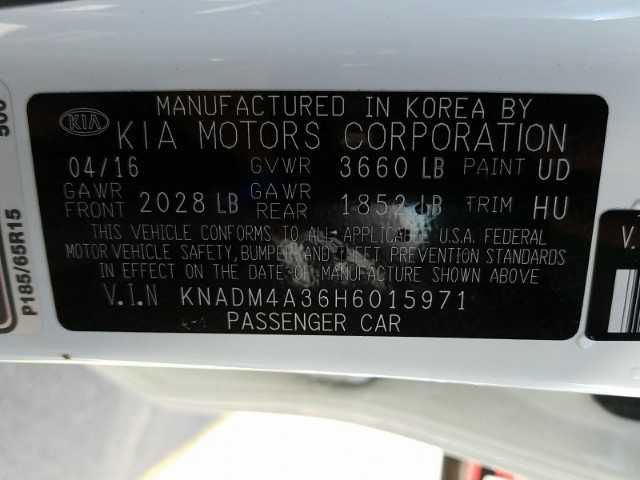 MANUFACTURED IN KOREA BY
KIA
KIA MOTORS CORPORATION
04/16 GVWR 3660 LB PAINT UD
GAWR FRONT 2028 LB GAWR REAR 1852 LB TRIM HU
THIS VEHICLE CONFORMS TO ALL APPLICABLE U.S.A. FEDERAL
MOTOR VEHICLE SAFETY, BUMPER, AND THEFT PREVENTION STANDARDS
IN EFFECT ON THE DATE OF MANUFACTURE SHOWN ABOVE
V.I.N KNADM4A36H6015971
PASSENGER CAR
P185/65R15
500
V.